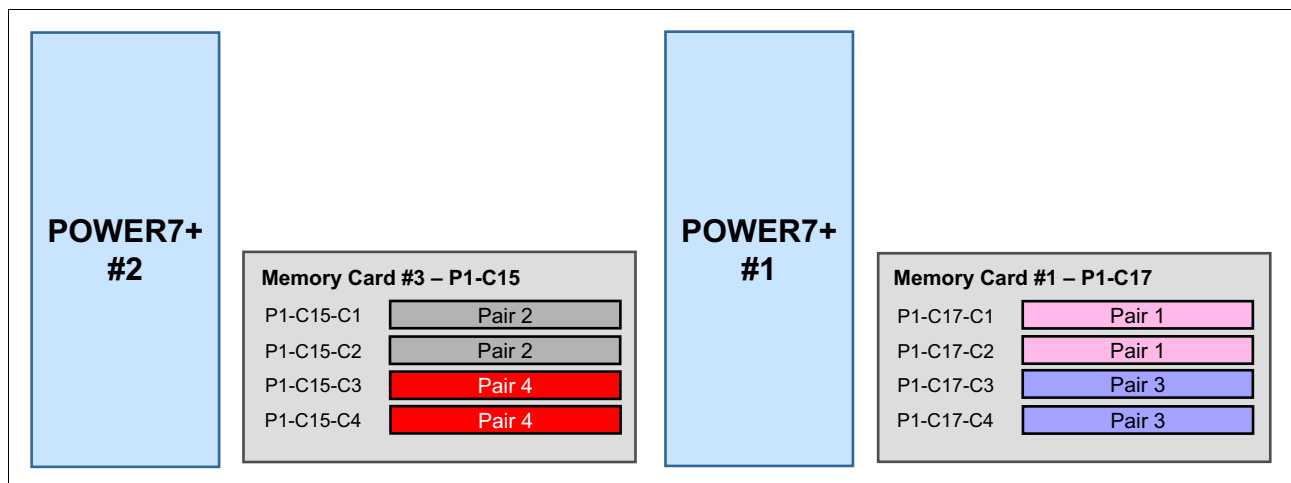 POWER7+
#2
Memory Card #3 – P1-C15
P1-C15-C1 Pair 2
P1-C15-C2 Pair 2
P1-C15-C3 Pair 4
P1-C15-C4 Pair 4
POWER7+
#1
Memory Card #1 – P1-C17
P1-C17-C1 Pair 1
P1-C17-C2 Pair 1
P1-C17-C3 Pair 3
P1-C17-C4 Pair 3